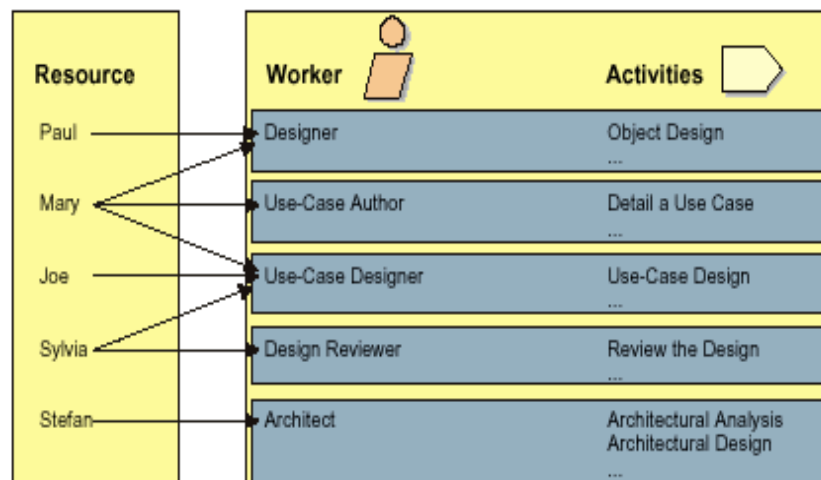 Resource Worker Activities
Paul Designer Object Design
...
Mary Use-Case Author Detail a Use Case
...
Joe Use-Case Designer Use-Case Design
...
Sylvia Design Reviewer Review the Design
...
Stefan Architect Architectural Analysis
Architectural Design
...